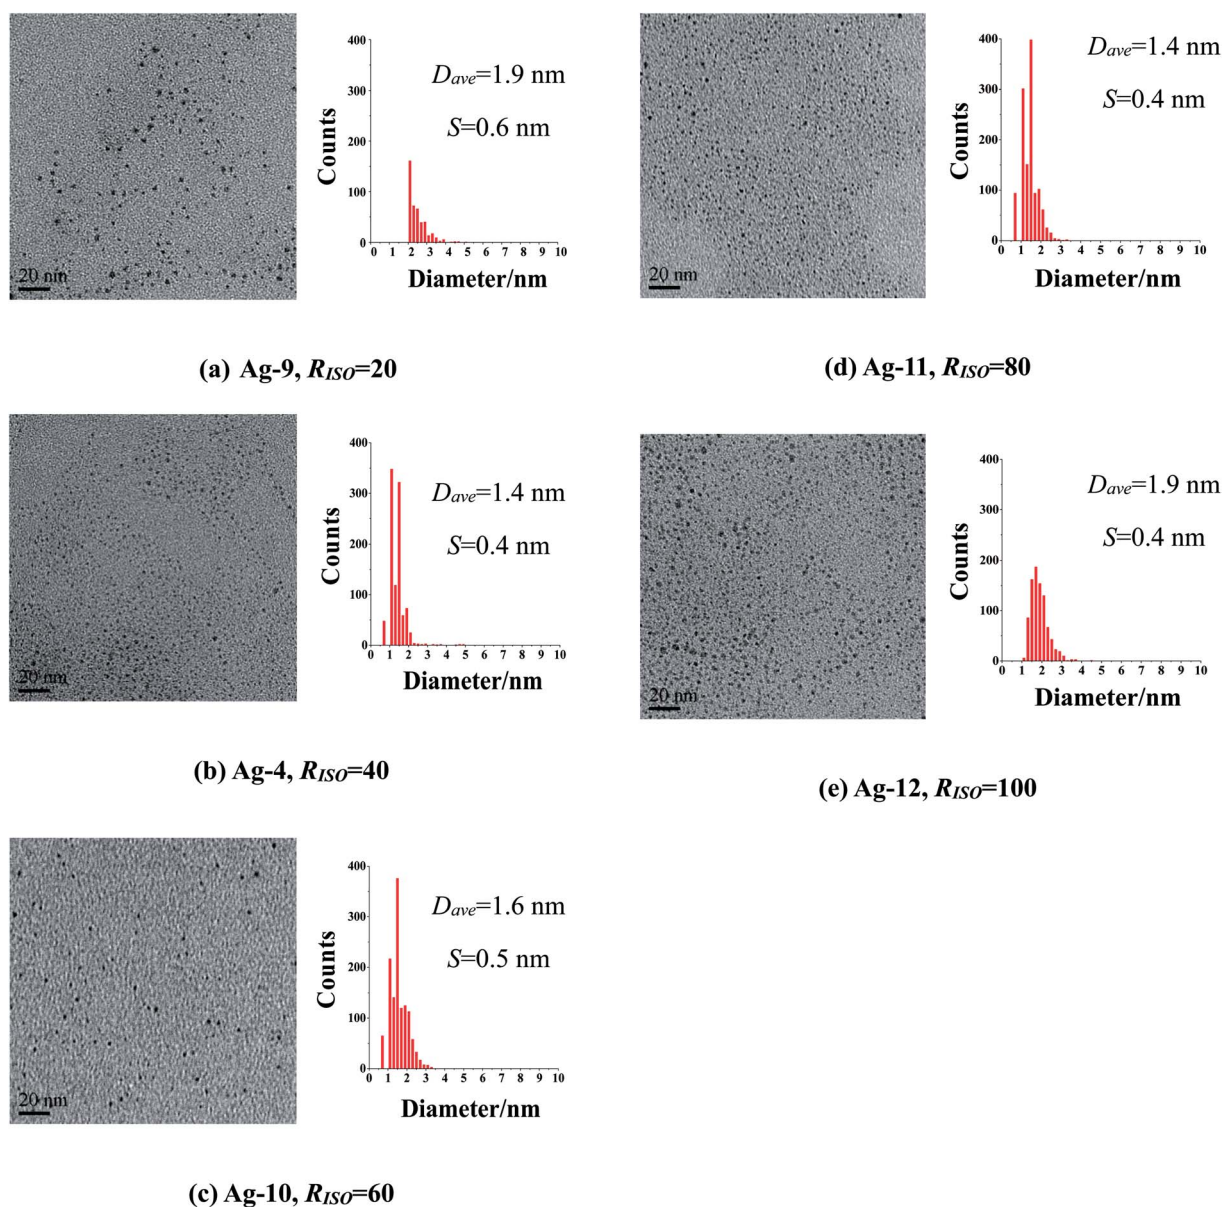 400
300
200
100
0
Counts
0 1 2 3 4 5 6 7 8 9 10
Diameter/nm
Dave=1.9 nm
S=0.6 nm
20 nm
(a) Ag-9, RISO=20
400
300
200
100
0
Counts
0 1 2 3 4 5 6 7 8 9 10
Diameter/nm
Dave=1.4 nm
S=0.4 nm
20 nm
(b) Ag-4, RISO=40
400
300
200
100
0
Counts
0 1 2 3 4 5 6 7 8 9 10
Diameter/nm
Dave=1.6 nm
S=0.5 nm
20 nm
(c) Ag-10, RISO=60
400
300
200
100
0
Counts
0 1 2 3 4 5 6 7 8 9 10
Diameter/nm
Dave=1.4 nm
S=0.4 nm
20 nm
(d) Ag-11, RISO=80
400
300
200
100
0
Counts
0 1 2 3 4 5 6 7 8 9 10
Diameter/nm
Dave=1.9 nm
S=0.4 nm
20 nm
(e) Ag-12, RISO=100